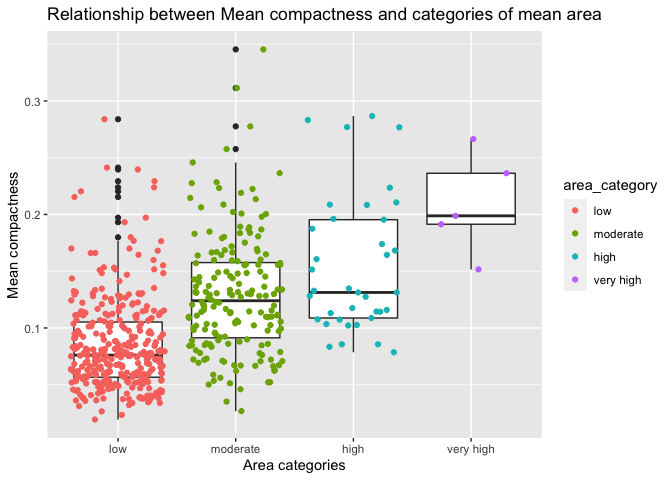 Relationship between Mean compactness and categories of mean area
Mean compactness
0.3
0.2
0.1
low moderate high very high
Area categories
area_category
low
moderate
high
very high